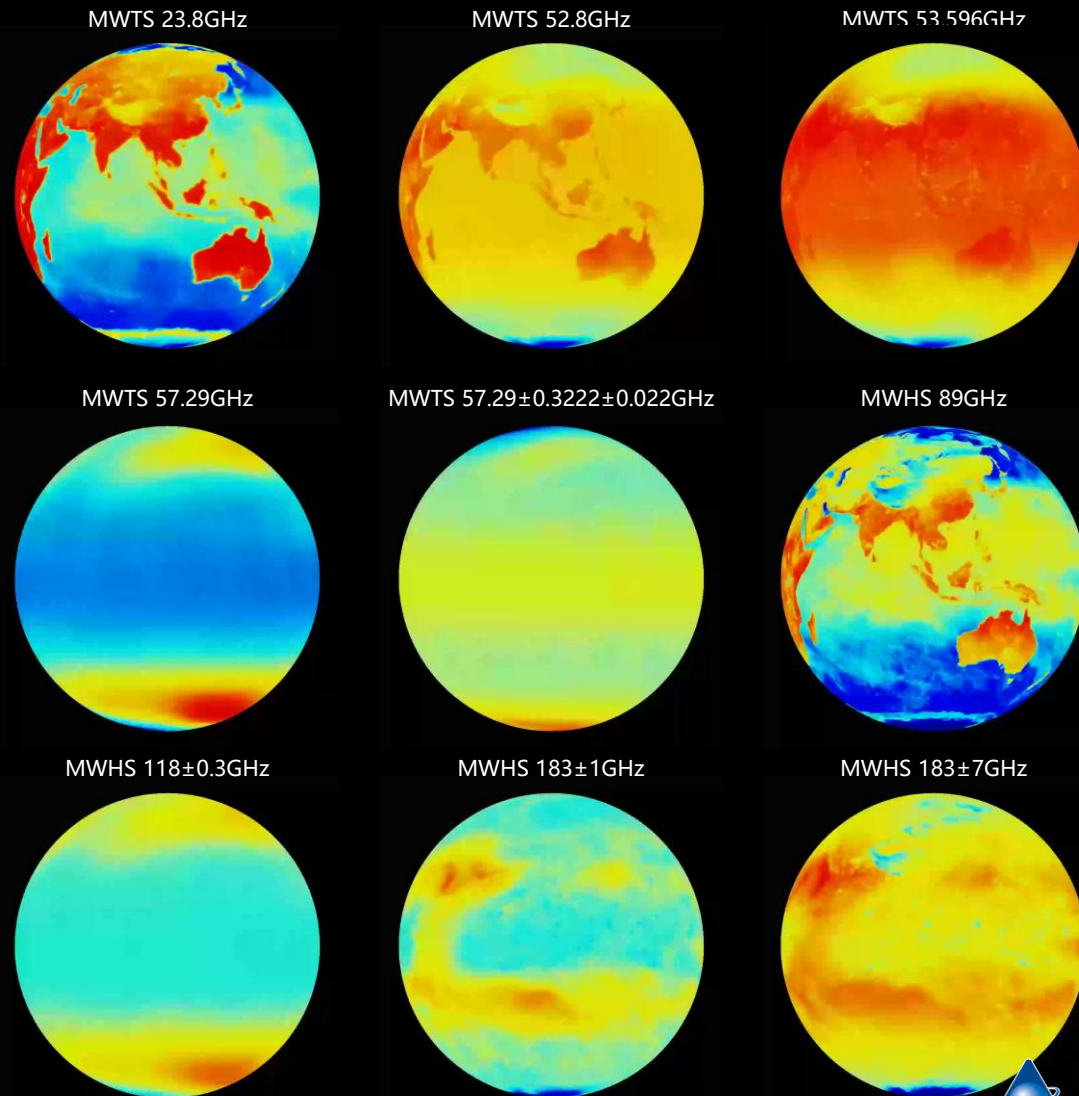 MWTS 23.8GHz
MWTS 52.8GHz
MWTS 53.596GHz
MWTS 57.29GHz
MWTS 57.29±0.3222±0.022GHz
MWHS 89GHz
MWHS 118±0.3GHz
MWHS 183±1GHz
MWHS 183±7GHz